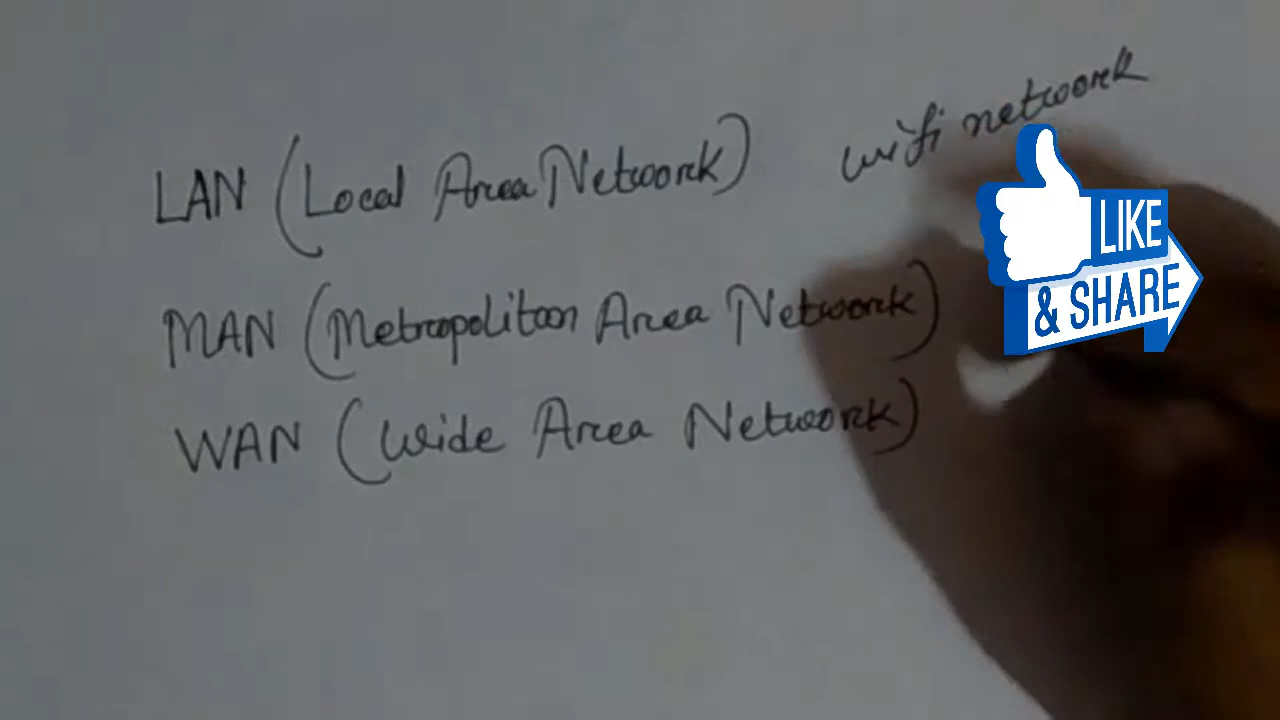 LAN (Local Area Network) wifi network
MAN (Metropolitan Area Network)
WAN (Wide Area Network)
LIKE
& SHARE